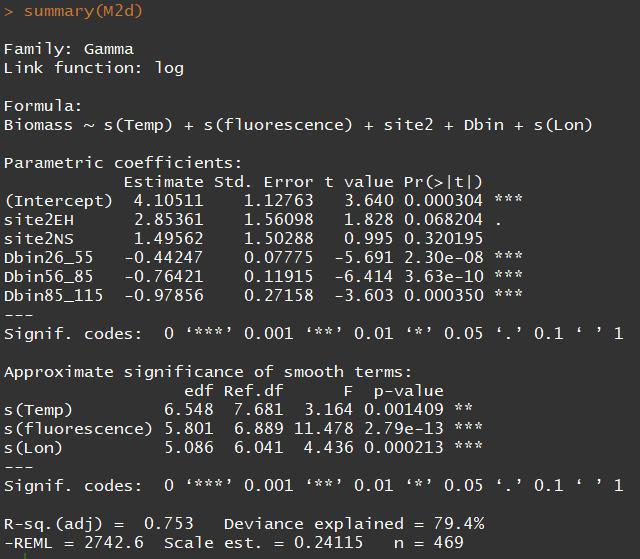 > summary(M2d)
Family: Gamma
Link function: log
Formula:
Biomass ~ s(Temp) + s(fluorescence) + site2 + Dbin + s(Lon)
Parametric coefficients:
Estimate Std. Error t value Pr(>|t|)
(Intercept) 4.10511 1.12763 3.640 0.000304 ***
site2EH 2.85361 1.56098 1.828 0.068204 .
site2NS 1.49562 1.50288 0.995 0.320195
Dbin26_55 -0.44247 0.07775 -5.691 2.30e-08 ***
Dbin56_85 -0.76421 0.11915 -6.414 3.63e-10 ***
Dbin85_115 -0.97856 0.27158 -3.603 0.000350 ***
---
Signif. codes: 0 ‘***’ 0.001 ‘**’ 0.01 ‘*’ 0.05 ‘.’ 0.1 ‘ ’ 1
Approximate significance of smooth terms:
edf Ref.df F p-value
s(Temp) 6.548 7.681 3.164 0.001409 **
s(fluorescence) 5.801 6.889 11.478 2.79e-13 ***
s(Lon) 5.086 6.041 4.436 0.000213 ***
---
Signif. codes: 0 ‘***’ 0.001 ‘**’ 0.01 ‘*’ 0.05 ‘.’ 0.1 ‘ ’ 1
R-sq.(adj) = 0.753 Deviance explained = 79.4%
-REML = 2742.6 Scale est. = 0.24115 n = 469